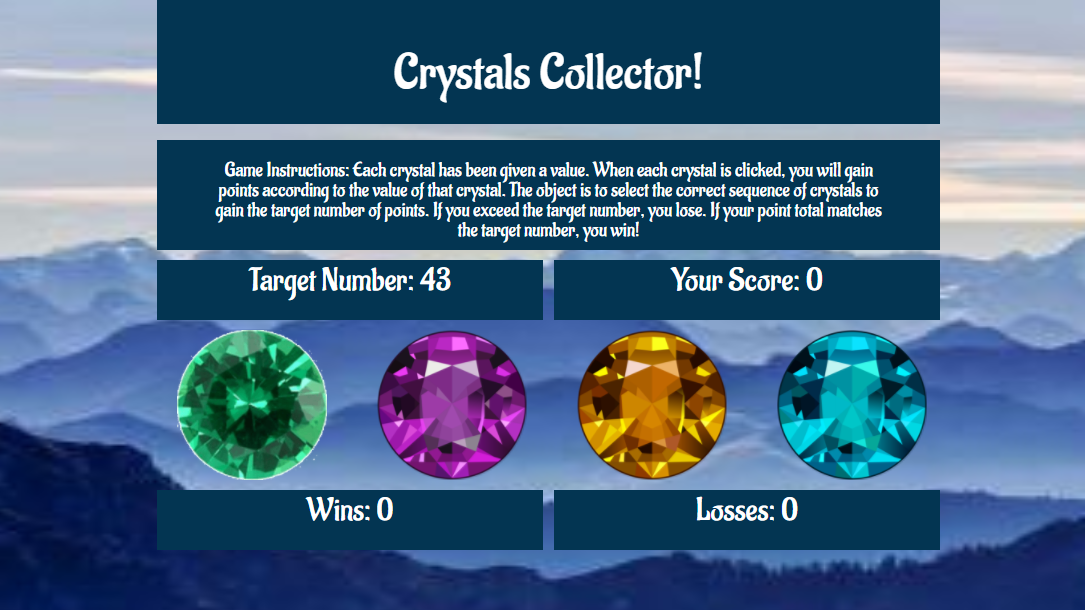 Crystals Collector!
Game Instructions: Each crystal has been given a value. When each crystal is clicked, you will gain
points according to the value of that crystal. The object is to select the correct sequence of crystals to
gain the target number of points. If you exceed the target number, you lose. If your point total matches
the target number, you win!
Target Number: 43
Your Score: 0
Wins: 0
Losses: 0